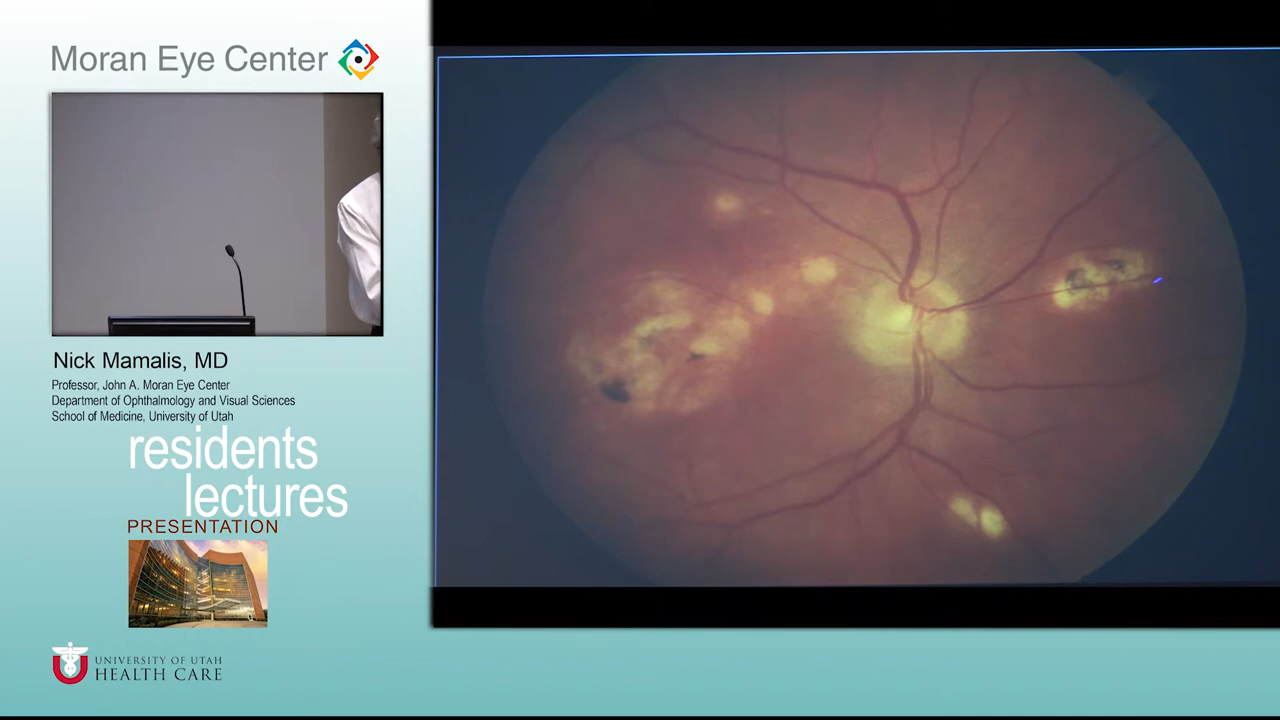 Moran Eye Center
Nick Mamalis, MD
Professor, John A. Moran Eye Center
Department of Ophthalmology and Visual Sciences
School of Medicine, University of Utah
residents
lectures
PRESENTATION
UNIVERSITY OF UTAH
HEALTH CARE